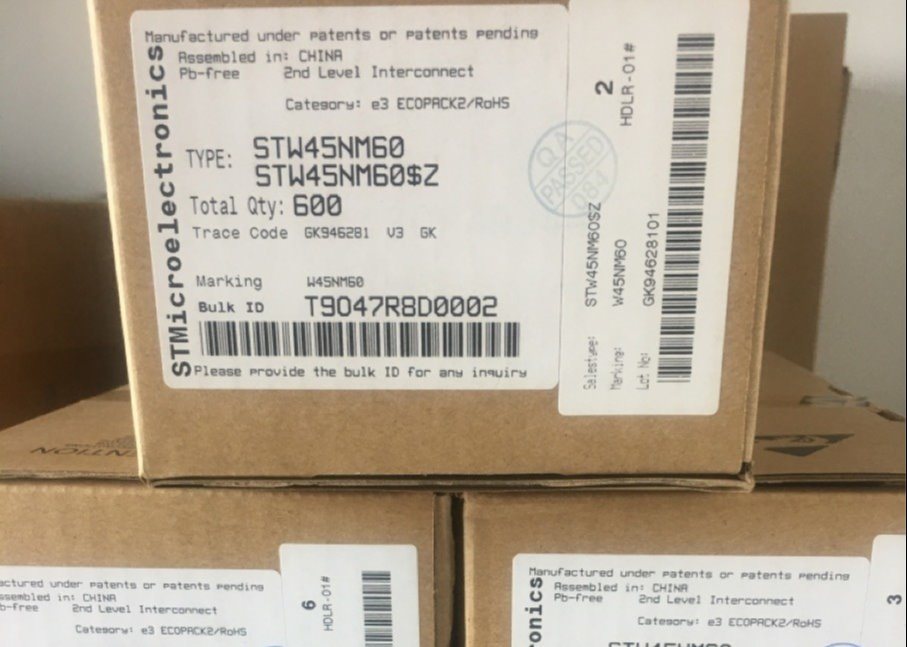 STMicroelectronics
Manufactured under patents or patents pending
Assembled in: CHINA
Pb-free 2nd Level Interconnect
Category: e3 ECOPACK2/RoHS
TYPE: STW45NM60
STW45NM60$Z
Total Qty: 600
Trace Code GK946281 V3 GK
Marking W45NM60
Bulk ID T9047R8D0002
Please provide the bulk ID for any inquiry
2
HDLR-01#
QA
PASSED
084
Salestype: STW45NM60$Z
Marking: W45NM60
Lot No: GK94628101
NTION
actured under patents or patents pending
ssembled in: CHINA
b-free 2nd Level Interconnect
Category: e3 ECOPACK2/RoHS
6
HDLR-01#
ronics
Manufactured under patents or patents pending
Assembled in: CHINA
Pb-free 2nd Level Interconnect
Category: e3 ECOPACK2/RoHS
3